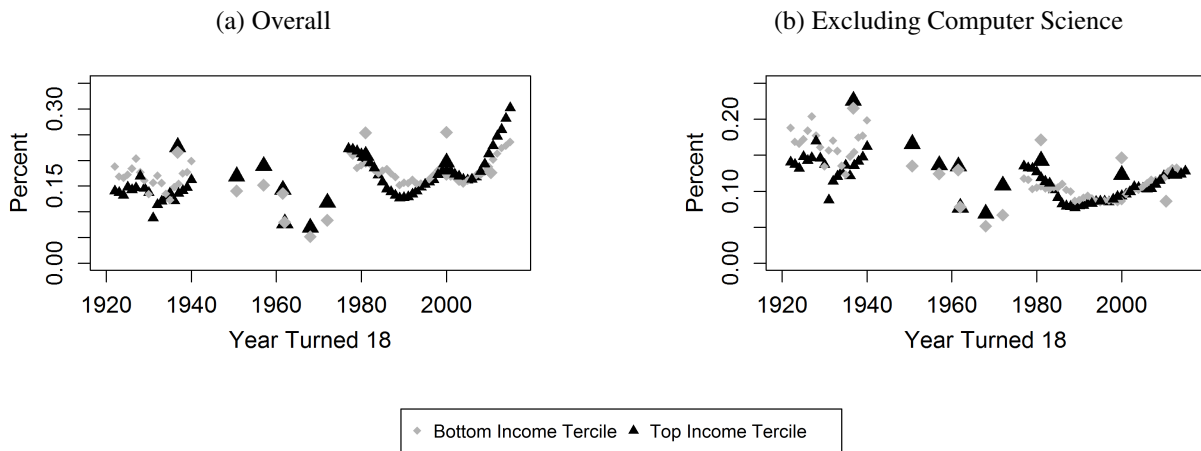 (a) Overall
Percent
0.00
0.15
0.30
1920 1940 1960 1980 2000
Year Turned 18
(b) Excluding Computer Science
Percent
0.00
0.10
0.20
1920 1940 1960 1980 2000
Year Turned 18
Bottom Income Tercile Top Income Tercile